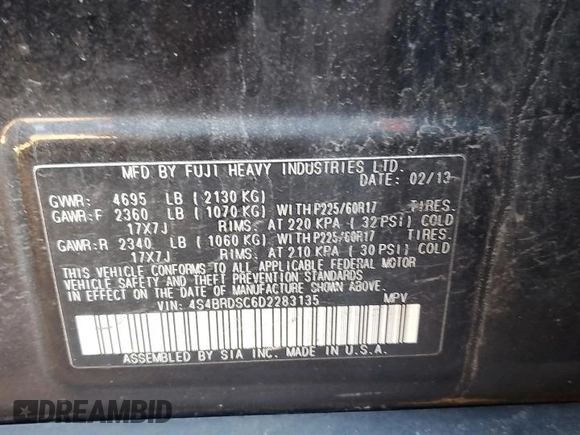 MFD BY FUJI HEAVY INDUSTRIES LTD.
DATE: 02/13
GVWR: 4695 LB (2130 KG)
GAWR:F 2360 LB (1070 KG) WITH P225/60R17 TIRES.
17X7J RIMS, AT 220 KPA (32 PSI) COLD
GAWR:R 2340 LB (1060 KG) WITH P225/60R17 TIRES.
17X7J RIMS, AT 210 KPA (30 PSI) COLD
THIS VEHICLE CONFORMS TO ALL APPLICABLE FEDERAL MOTOR
VEHICLE SAFETY AND THEFT PREVENTION STANDARDS
IN EFFECT ON THE DATE OF MANUFACTURE SHOWN ABOVE.
VIN: 4S4BRDSC6D2283135 MPV
ASSEMBLED BY SIA INC. MADE IN U.S.A.
DREAMBID